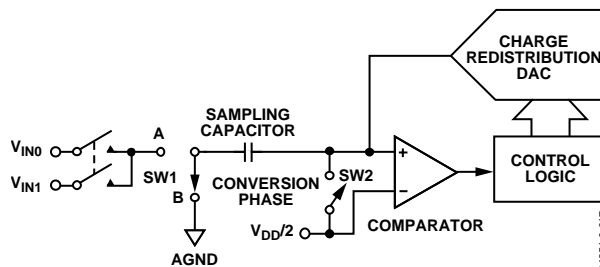 CHARGE
REDISTRIBUTION
DAC
SAMPLING
CAPACITOR
VIN0
A
VIN1
SW1
B
CONVERSION
PHASE
SW2
+
−
CONTROL
LOGIC
VDD/2
COMPARATOR
AGND